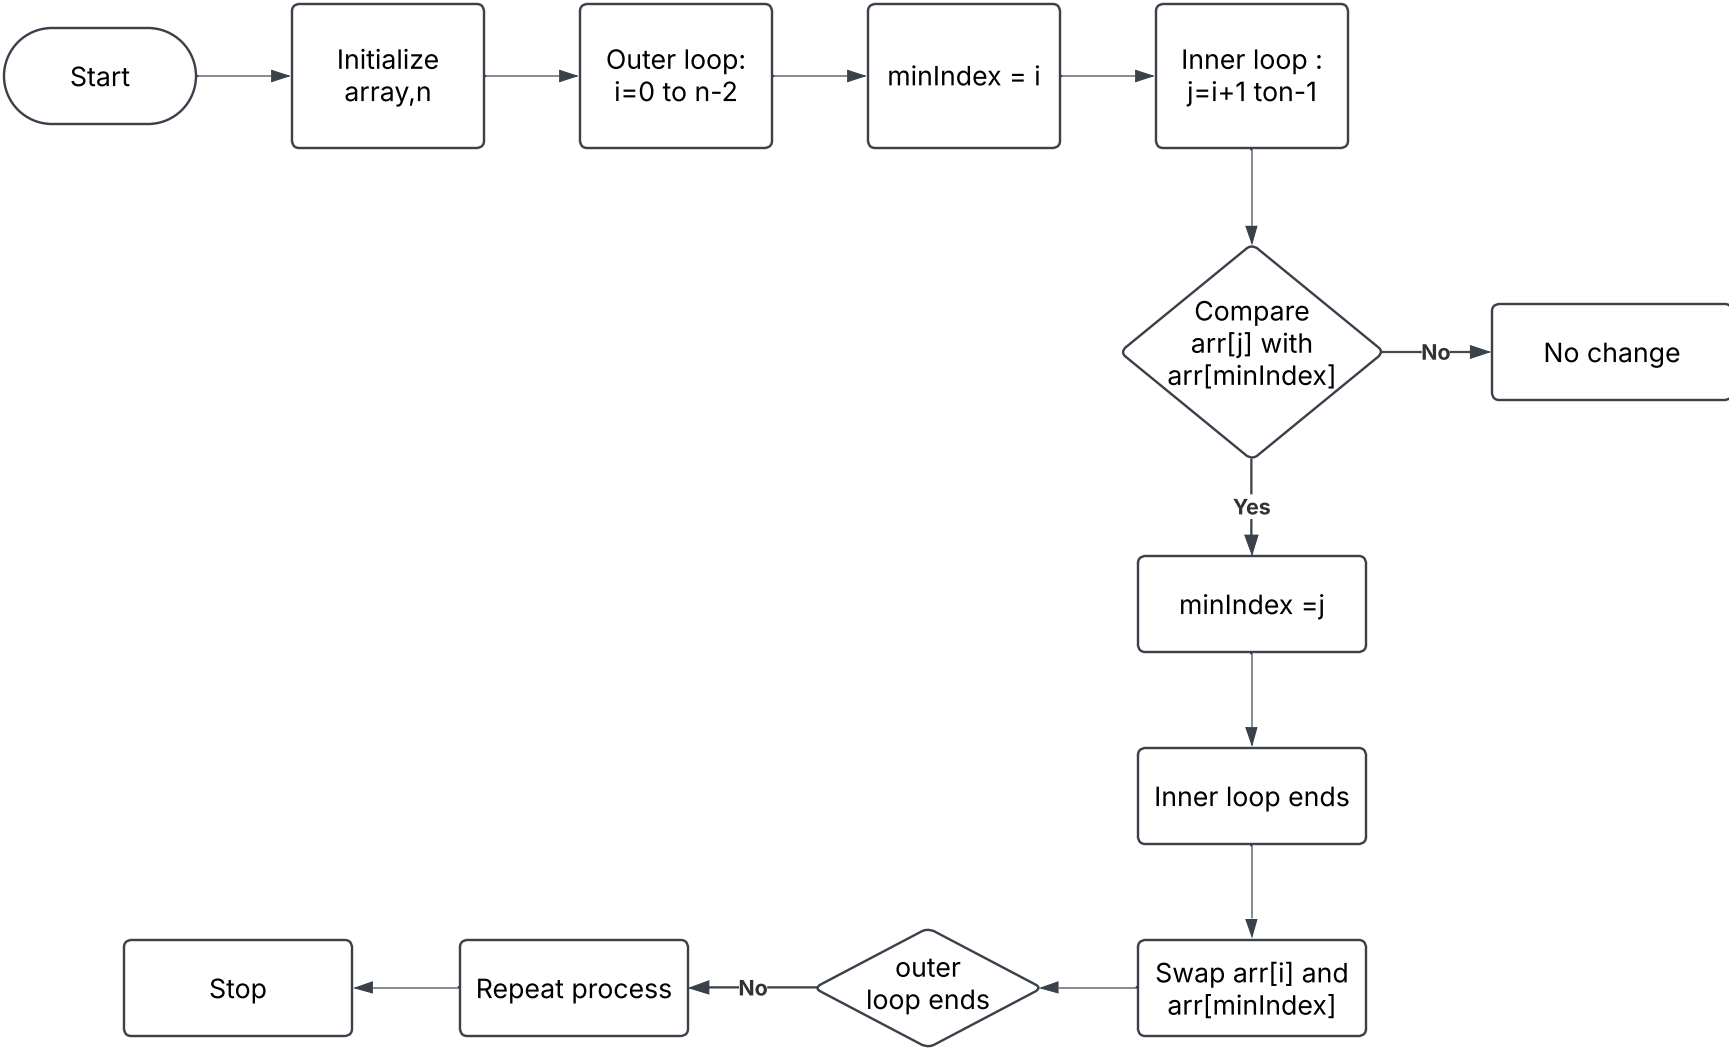 Start
Initialize
array,n
Outer loop:
i=0 to n-2
minIndex = i
Inner loop :
j=i+1 ton-1
Compare
arr[j] with
arr[minIndex]
No
No change
Yes
minIndex =j
Inner loop ends
Swap arr[i] and
arr[minIndex]
outer
loop ends
No
Repeat process
Stop